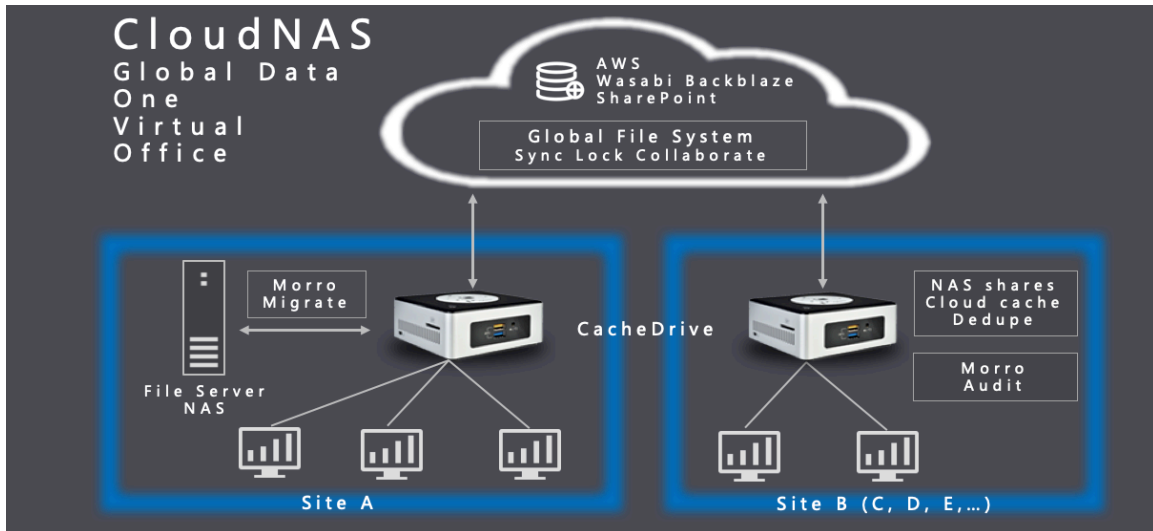 CloudNAS
Global Data
One
Virtual
Office
AWS
Wasabi Backblaze
SharePoint
Global File System
Sync Lock Collaborate
Morro
Migrate
File Server
NAS
CacheDrive
NAS shares
Cloud cache
Dedupe
Morro
Audit
Site A
Site B (C, D, E,...)